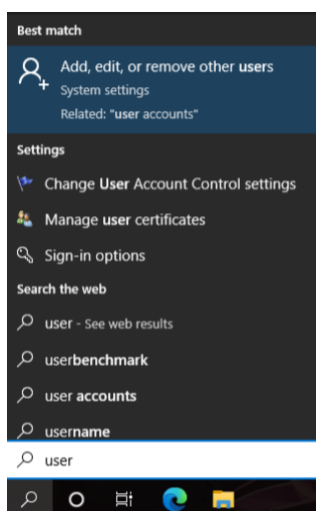 Best match
Add, edit, or remove other users
System settings
Related: "user accounts"
Settings
Change User Account Control settings
Manage user certificates
Sign-in options
Search the web
user - See web results
userbenchmark
user accounts
username
user